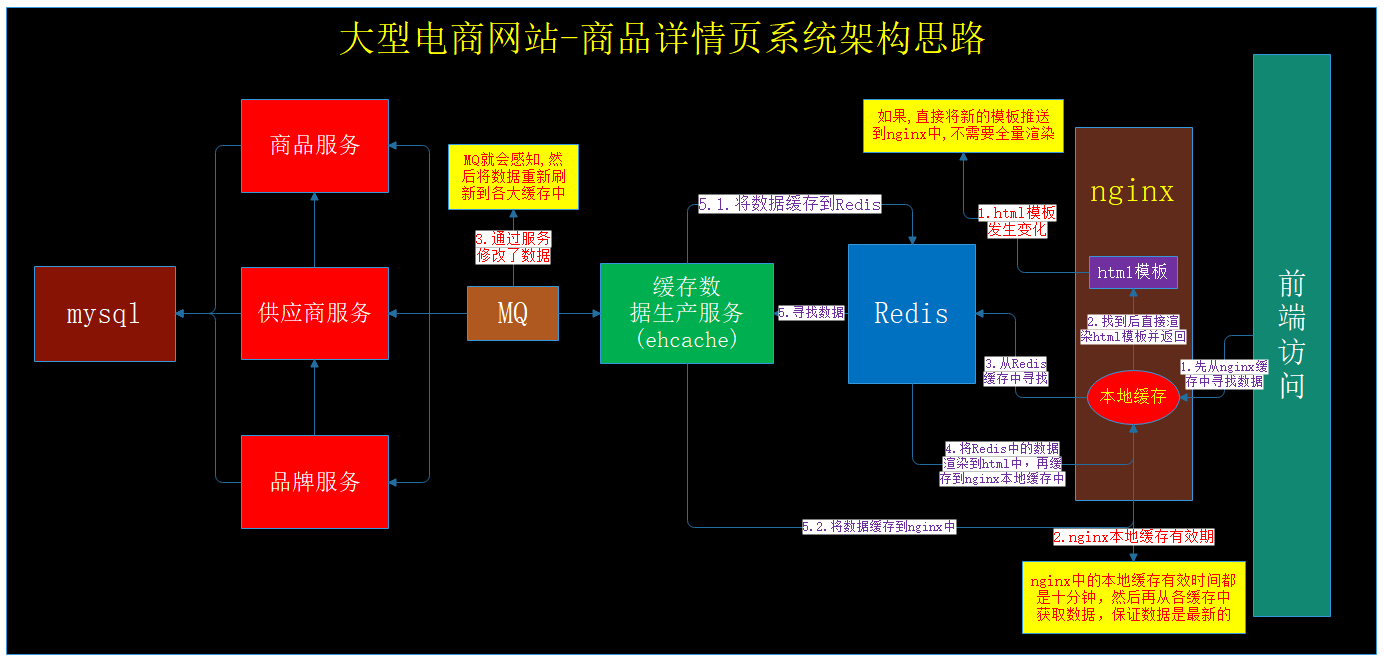 大型电商网站-商品详情页系统架构思路
商品服务
供应商服务
品牌服务
mysql
MQ就会感知,然
后将数据重新刷
新到各大缓存中
3.通过服务
修改了数据
MQ
缓存数
据生产服务
(ehcache)
5.1.将数据缓存到Redis
5.寻找数据
Redis
5.2.将数据缓存到nginx中
如果,直接将新的模板推送
到nginx中,不需要全量渲染
1.html模板
发生变化
nginx
html模板
2.找到后直接渲
染html模板并返回
3.从Redis
缓存中寻找
本地缓存
1.先从nginx缓
存中寻找数据
4.将Redis中的数据
渲染到html中，再缓
存到nginx本地缓存中
2.nginx本地缓存有效期
nginx中的本地缓存有效时间都
是十分钟，然后再从各缓存中
获取数据，保证数据是最新的
前
端
访
问